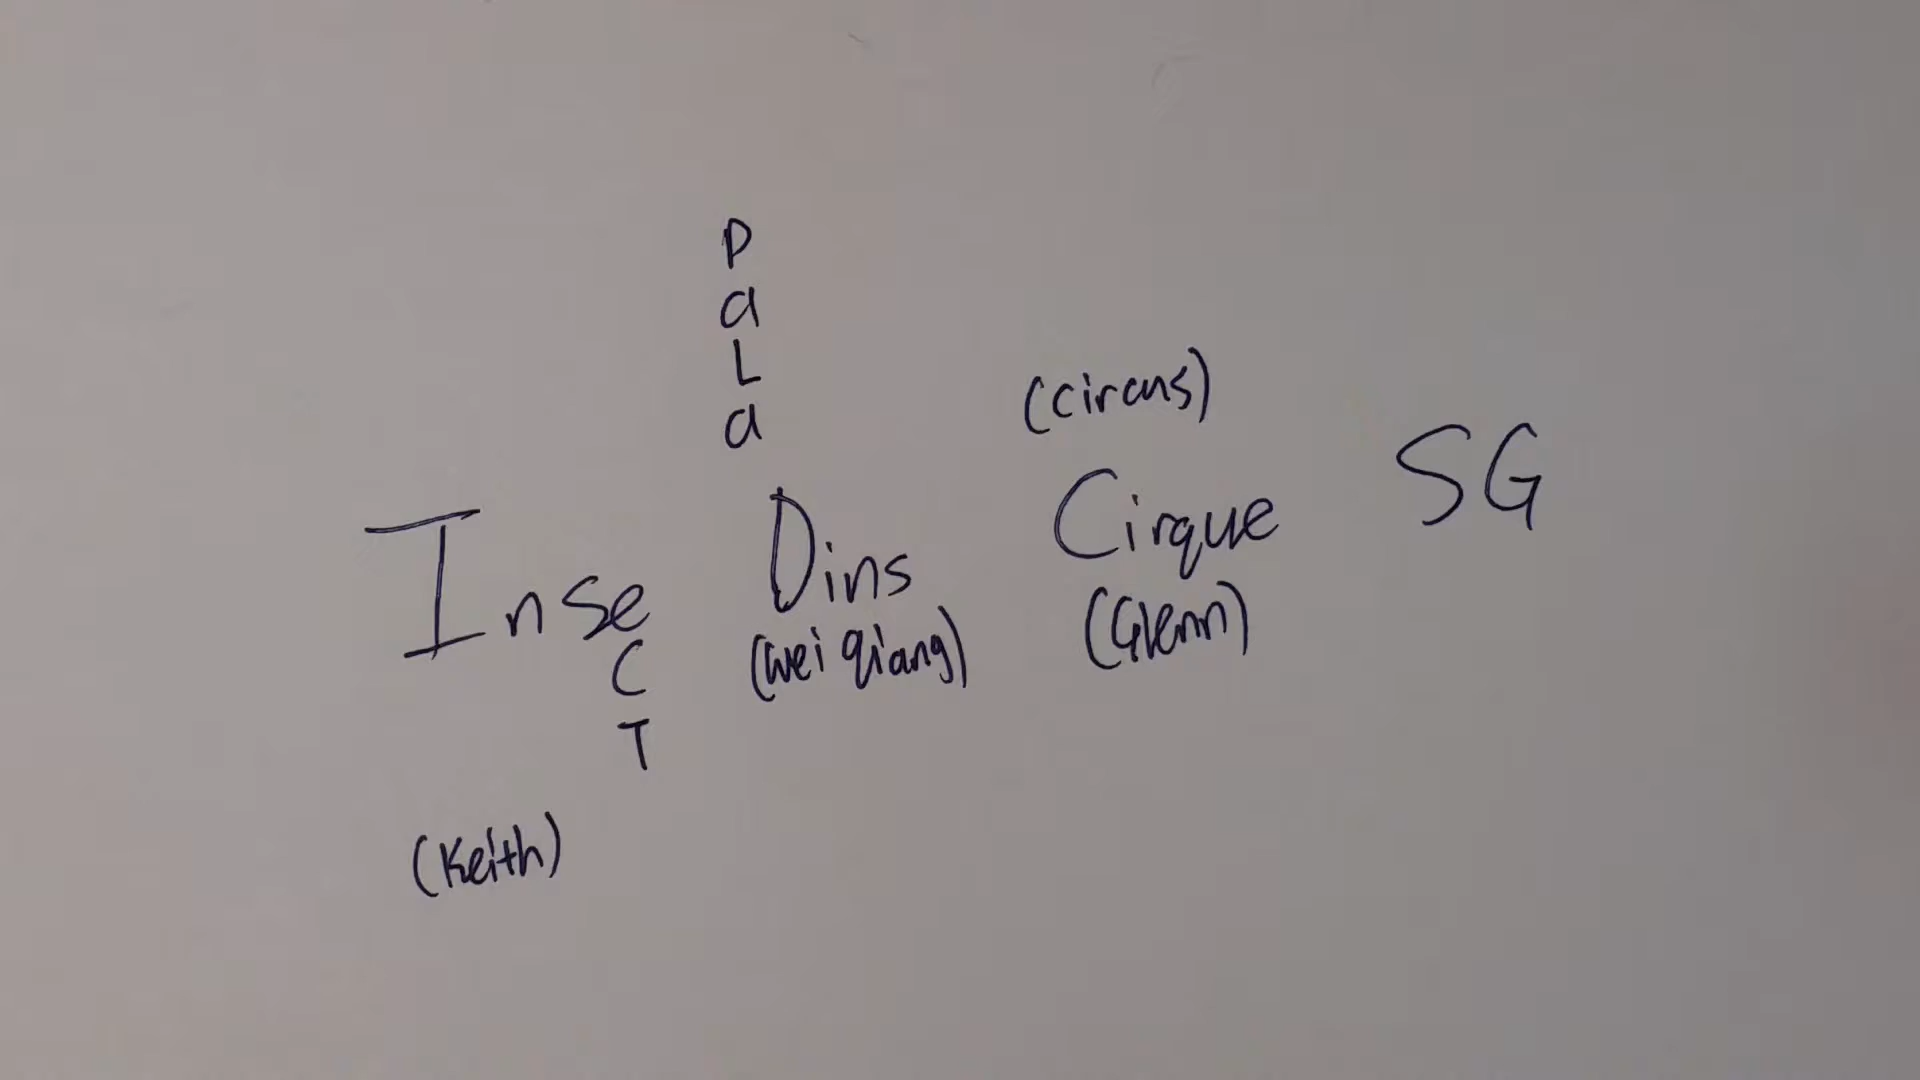 P
a
L
a
(circus)
Inse Dins Cirque SG
C
T
(wei qiang) (Glenn)
(Keith)